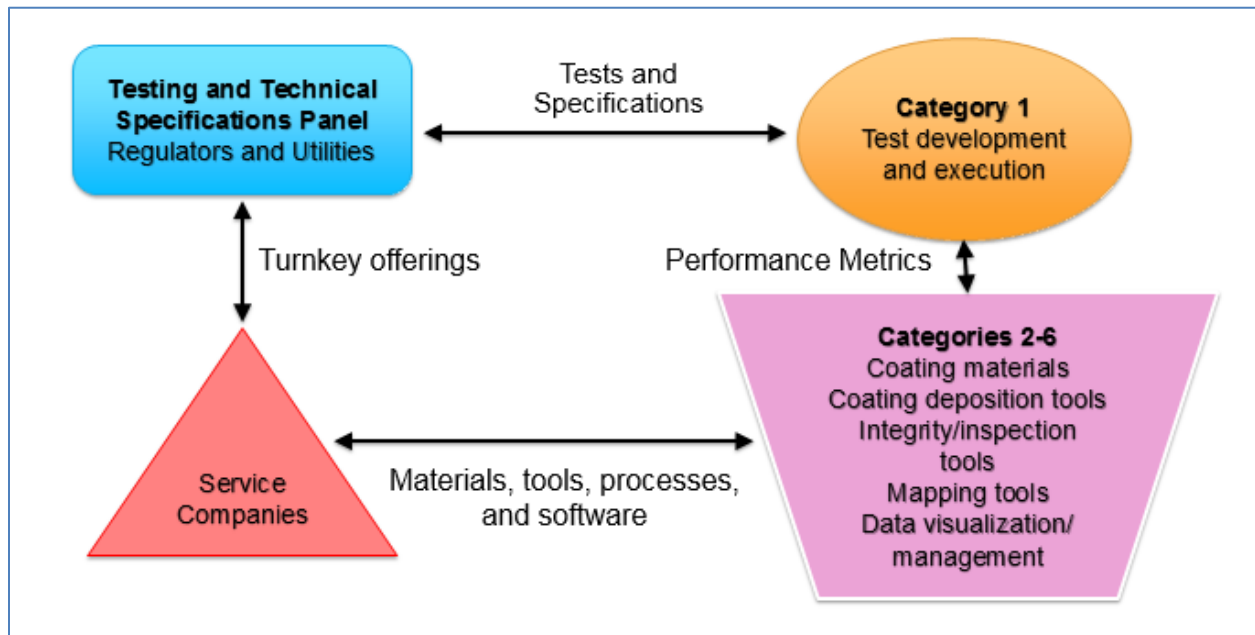 Testing and Technical
Specifications Panel
Regulators and Utilities
Tests and
Specifications
Category 1
Test development
and execution
Turnkey offerings
Performance Metrics
Service
Companies
Materials, tools, processes,
and software
Categories 2-6
Coating materials
Coating deposition tools
Integrity/inspection
tools
Mapping tools
Data visualization/
management